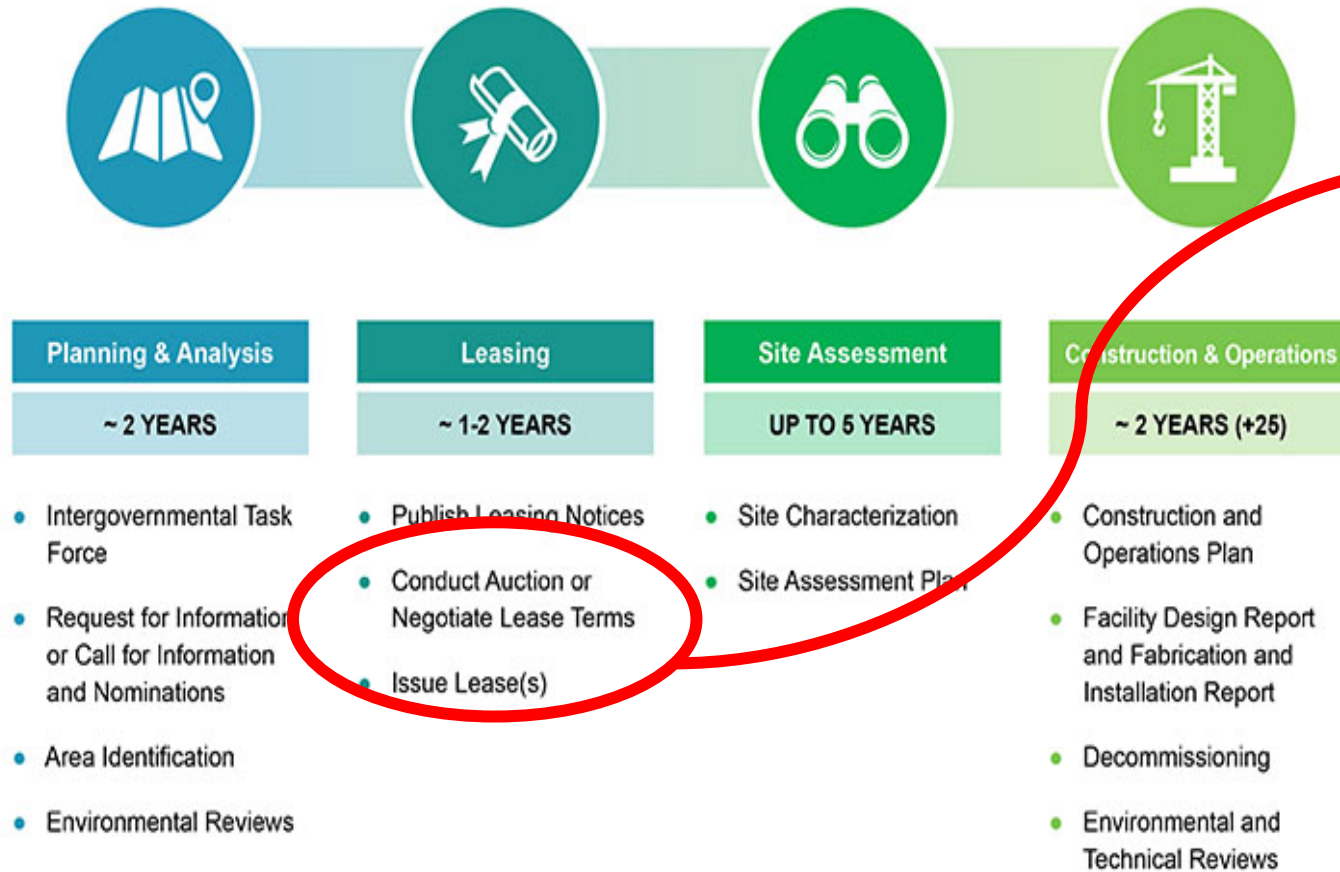 Planning & Analysis
~ 2 YEARS
Intergovernmental Task
Force
Request for Information
or Call for Information
and Nominations
Area Identification
Environmental Reviews
Leasing
~ 1-2 YEARS
Publish Leasing Notices
Conduct Auction or
Negotiate Lease Terms
Issue Lease(s)
Site Assessment
UP TO 5 YEARS
Site Characterization
Site Assessment Plan
Construction & Operations
~ 2 YEARS (+25)
Construction and
Operations Plan
Facility Design Report
and Fabrication and
Installation Report
Decommissioning
Environmental and
Technical Reviews